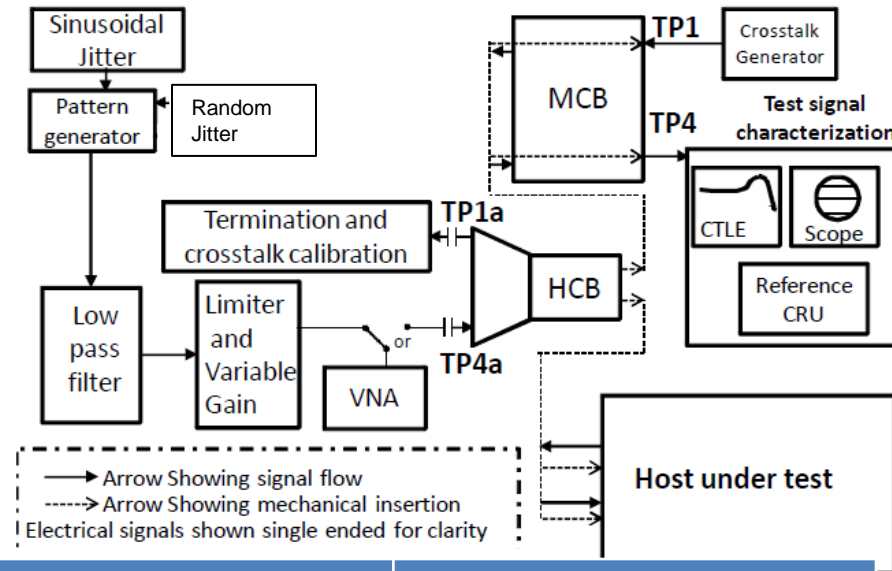 Sinusoidal
Jitter
Pattern
generator
Random
Jitter
MCB
TP1
Crosstalk
Generator
TP4
Test signal
characterization
CTLE
Scope
Reference
CRU
Termination and
crosstalk calibration
TP1a
HCB
Low
pass
filter
Limiter
and
Variable
Gain
or
VNA
TP4a
Host under test
Arrow Showing signal flow
Arrow Showing mechanical insertion
Electrical signals shown single ended for clarity